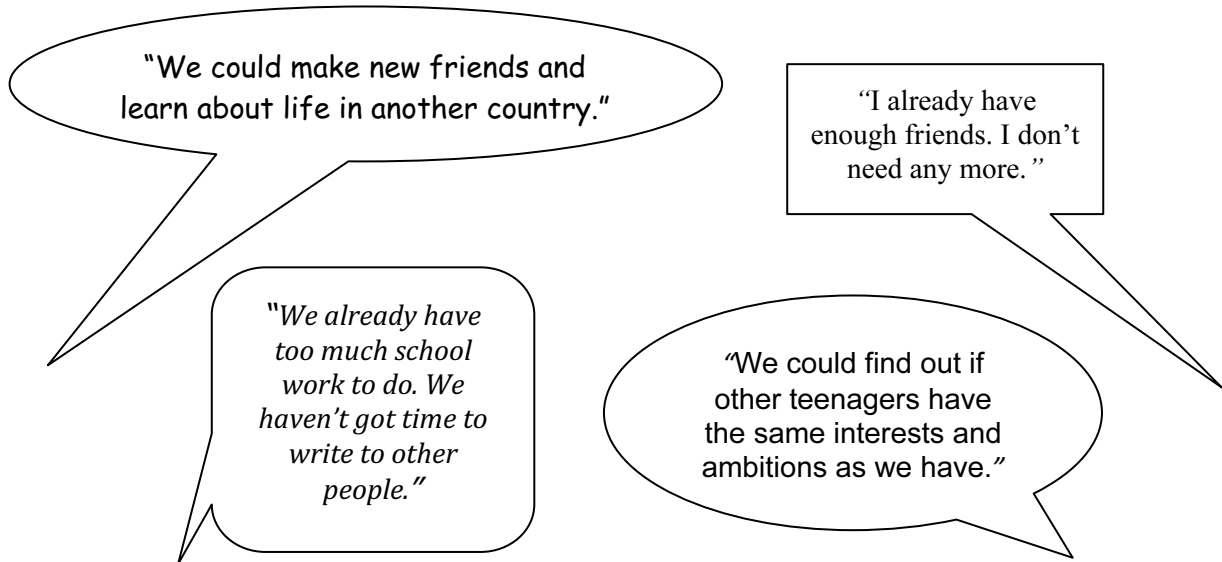 "We could make new friends and
learn about life in another country."
"I already have
enough friends. I don't
need any more."
"We already have
too much school
work to do. We
haven't got time to
write to other
people."
"We could find out if
other teenagers have
the same interests and
ambitions as we have."